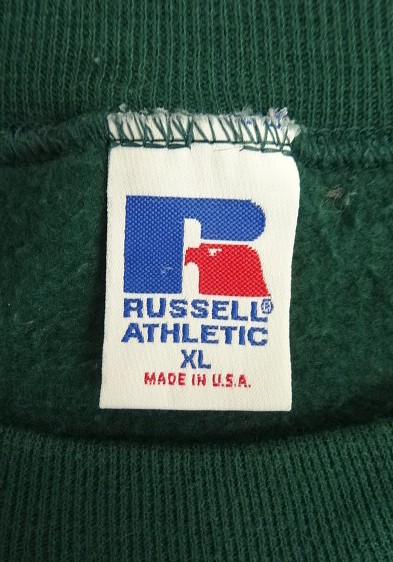 RUSSELL®
ATHLETIC
XL
MADE IN U.S.A.